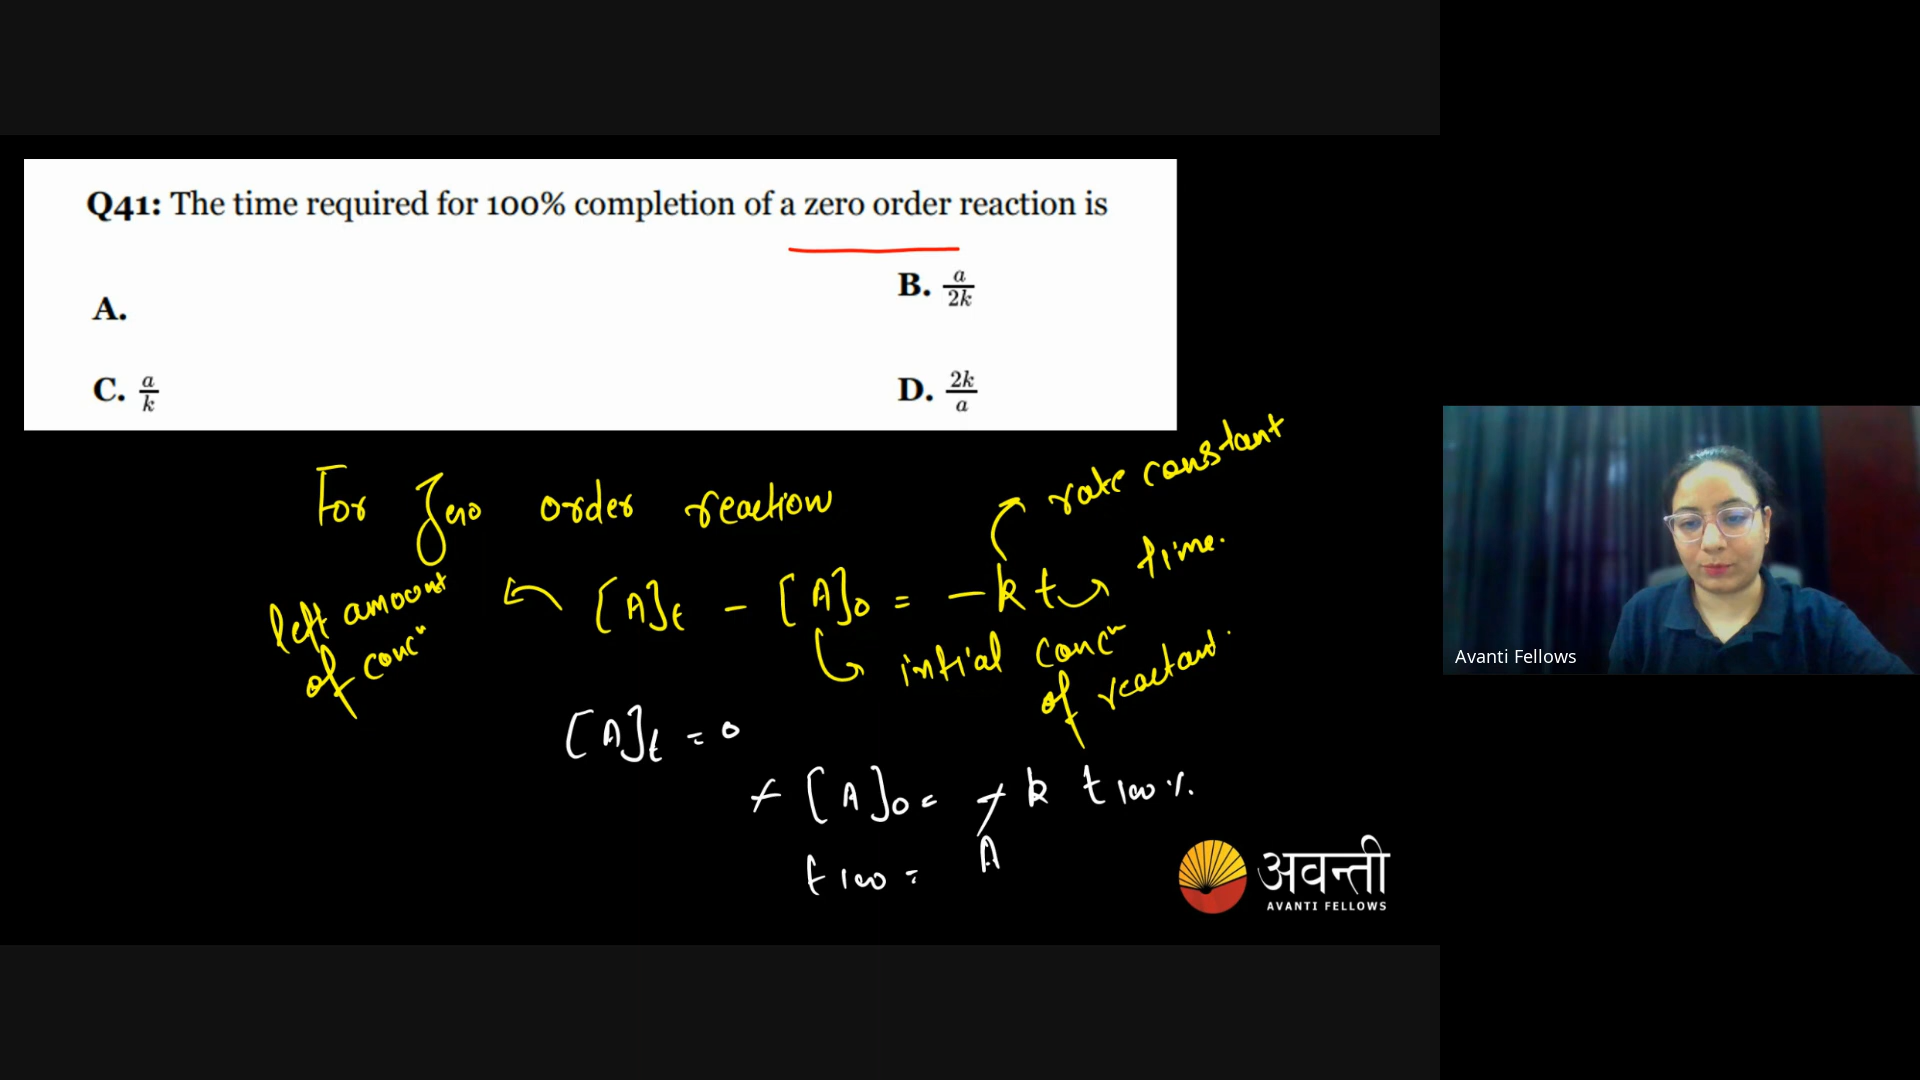 Q41: The time required for 100% completion of a zero order reaction is
A.
B. a/2k
C. a/k
D. 2k/a
For Zero order reaction
rate constant
[A]t - [A]0 = -kt
time.
left amount
of concⁿ
intial concⁿ
of reactant.
[A]t = 0
- [A]0 = - k t100%
t100 = A
अवन्ती
AVANTI FELLOWS
Avanti Fellows